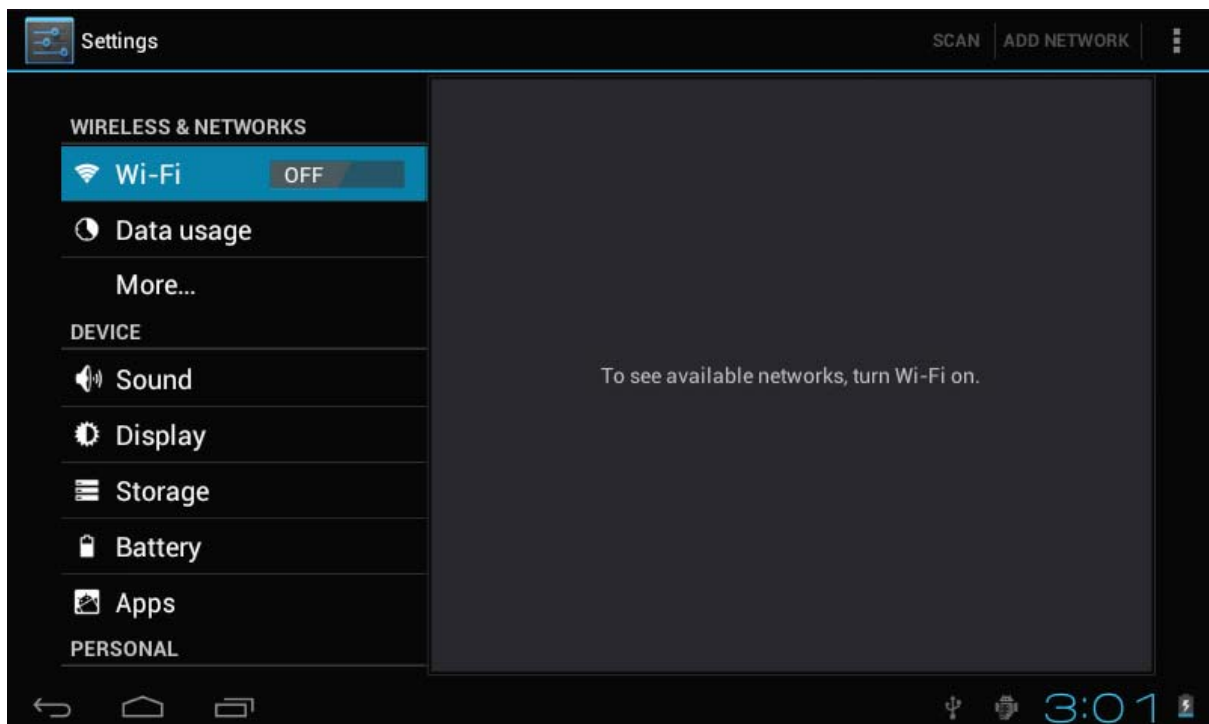 Settings
SCAN
ADD NETWORK
WIRELESS & NETWORKS
Wi-Fi
OFF
Data usage
More...
DEVICE
Sound
Display
Storage
Battery
Apps
PERSONAL
To see available networks, turn Wi-Fi on.
3:01